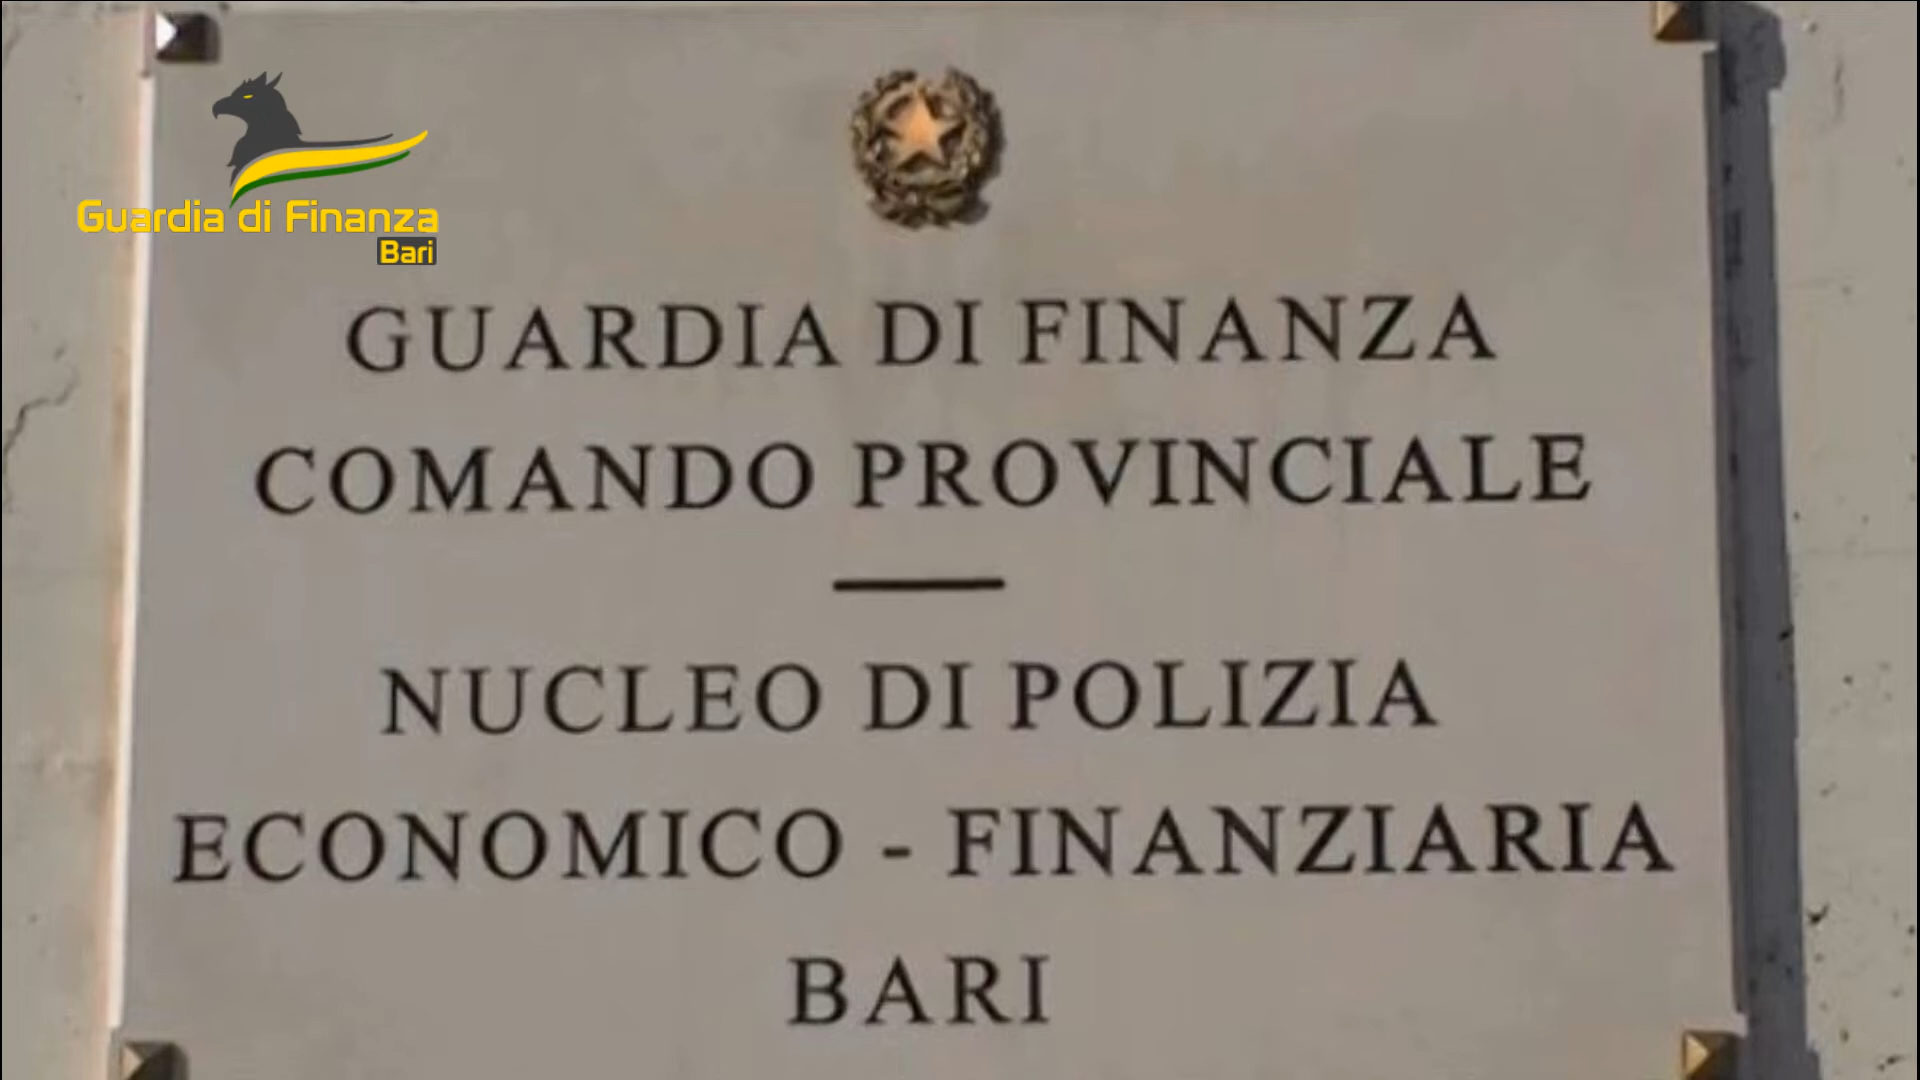 Guardia di Finanza
Bari
GUARDIA DI FINANZA
COMANDO PROVINCIALE
NUCLEO DI POLIZIA
ECONOMICO - FINANZIARIA
BARI